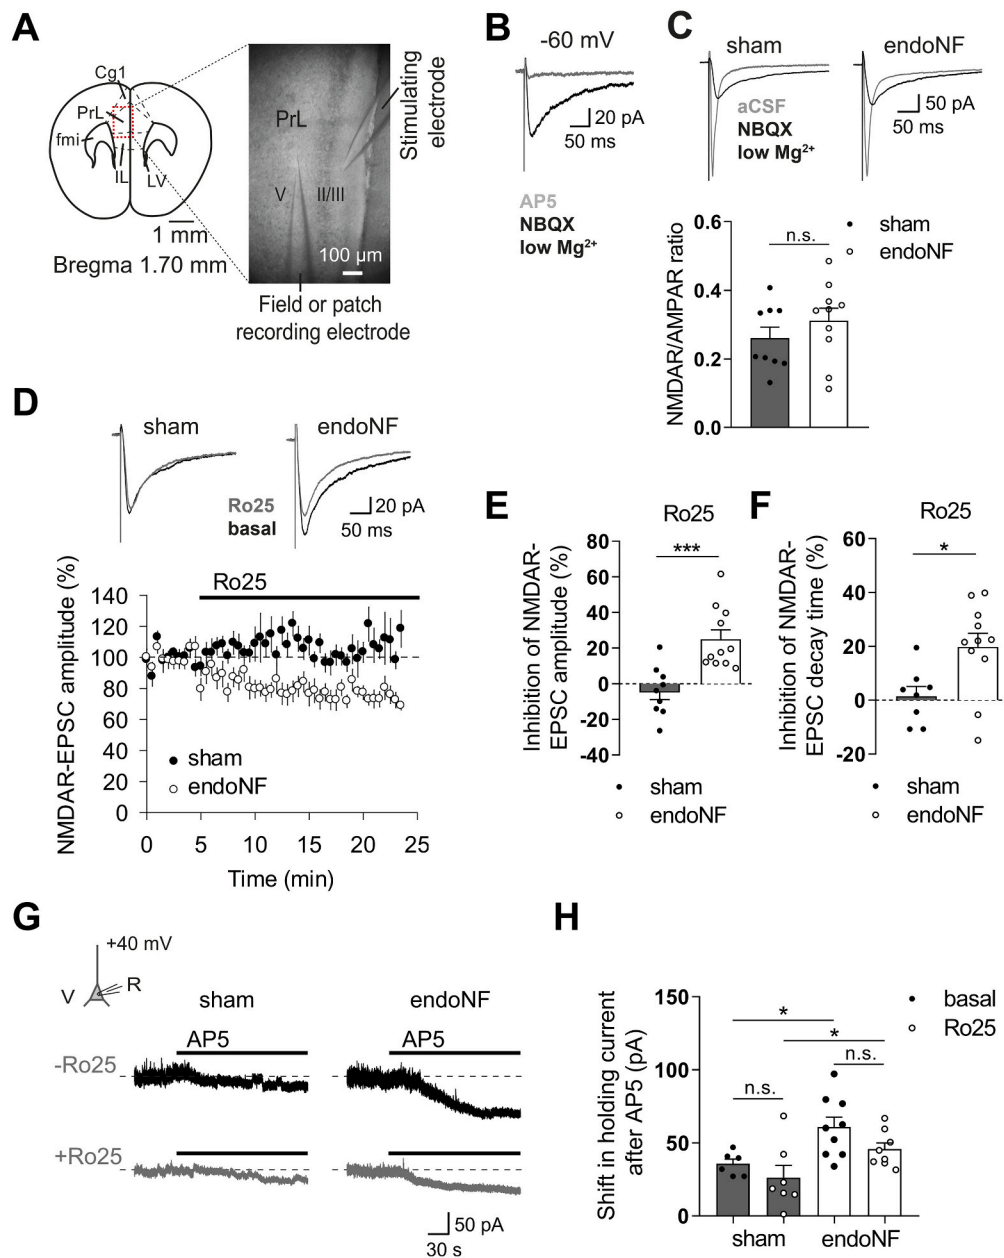 A
Cg1
PrL
fmi
IL
LV
1 mm
Bregma 1.70 mm
PrL
V
II/III
100 µm
Stimulating
electrode
Field or patch
recording electrode
B
-60 mV
20 pA
50 ms
AP5
NBQX
low Mg²⁺
C
sham
endoNF
aCSF
NBQX
low Mg²⁺
50 pA
50 ms
NMDAR/AMPAR ratio
0.6
0.4
0.2
0.0
n.s.
sham
endoNF
D
sham
endoNF
Ro25
basal
20 pA
50 ms
NMDAR-EPSC amplitude (%)
Ro25
140
120
100
80
60
40
20
0
sham
endoNF
0 5 10 15 20 25
Time (min)
E
Ro25
Inhibition of NMDAR-
EPSC amplitude (%)
80
60
40
20
0
-20
-40
***
sham
endoNF
F
Ro25
Inhibition of NMDAR-
EPSC decay time (%)
60
40
20
0
-20
*
sham
endoNF
G
+40 mV
V
R
sham
endoNF
AP5
AP5
-Ro25
+Ro25
50 pA
30 s
H
Shift in holding current
after AP5 (pA)
150
100
50
0
*
*
n.s.
n.s.
basal
Ro25
sham
endoNF